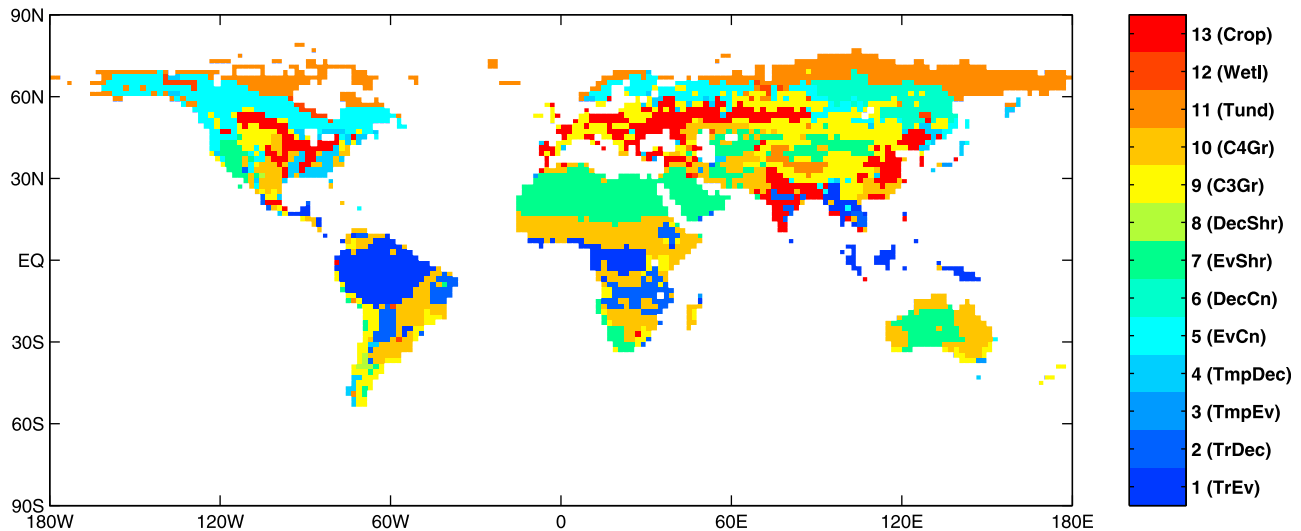 90N
60N
30N
EQ
30S
60S
90S
180W
120W
60W
0
60E
120E
180E
13 (Crop)
12 (Wetl)
11 (Tund)
10 (C4Gr)
9 (C3Gr)
8 (DecShr)
7 (EvShr)
6 (DecCn)
5 (EvCn)
4 (TmpDec)
3 (TmpEv)
2 (TrDec)
1 (TrEv)